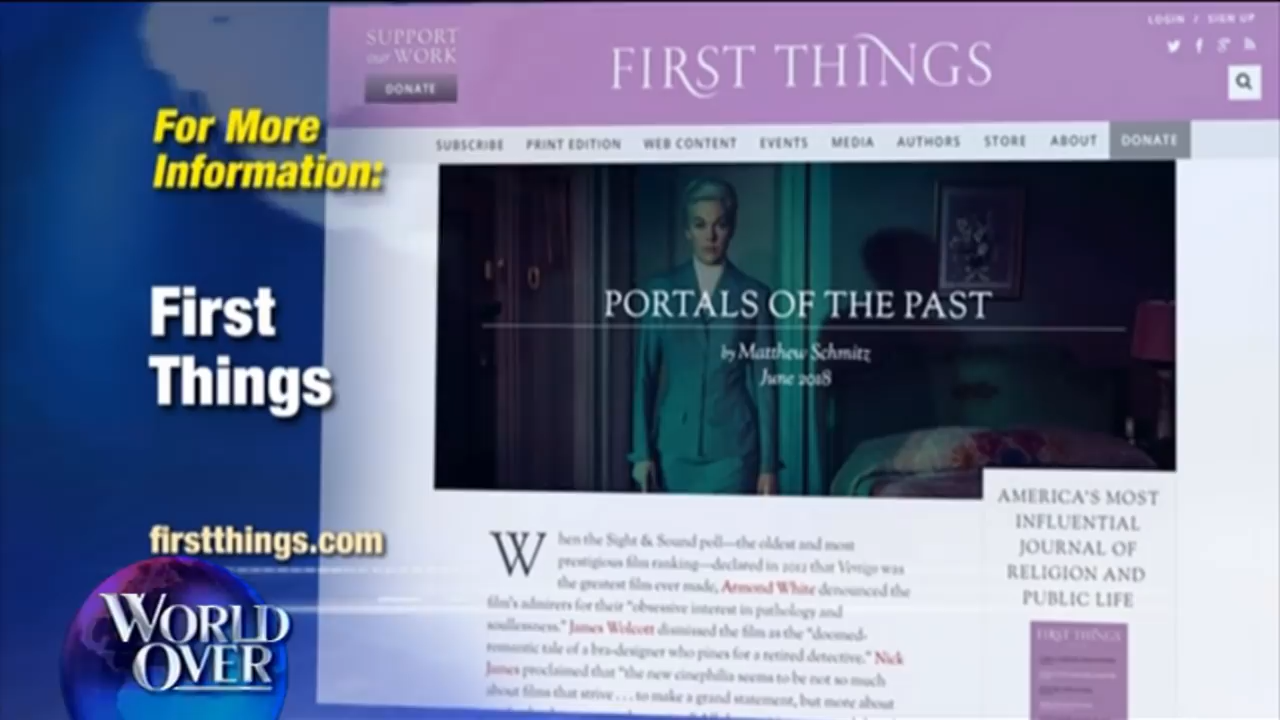 For More
Information:
First
Things
firstthings.com
WORLD
OVER
SUPPORT
our WORK
DONATE
FIRST THINGS
LOGIN / SIGN UP
SUBSCRIBE PRINT EDITION WEB CONTENT EVENTS MEDIA AUTHORS STORE ABOUT DONATE
PORTALS OF THE PAST
by Matthew Schmitz
June 2018
When the Sight & Sound poll—the oldest and most
prestigious film ranking—declared in 2012 that Vertigo was
the greatest film ever made, Armond White denounced the
film's admirers for their "obsessive interest in pathology and
soullessness." James Wolcott dismissed the film as the "doomed-
romantic tale of a bra-designer who pines for a retired detective." Nick
James proclaimed that "the new cinephilia seems to be not so much
about films that strive . . . to make a grand statement, but more about
AMERICA'S MOST
INFLUENTIAL
JOURNAL OF
RELIGION AND
PUBLIC LIFE
FIRST THINGS